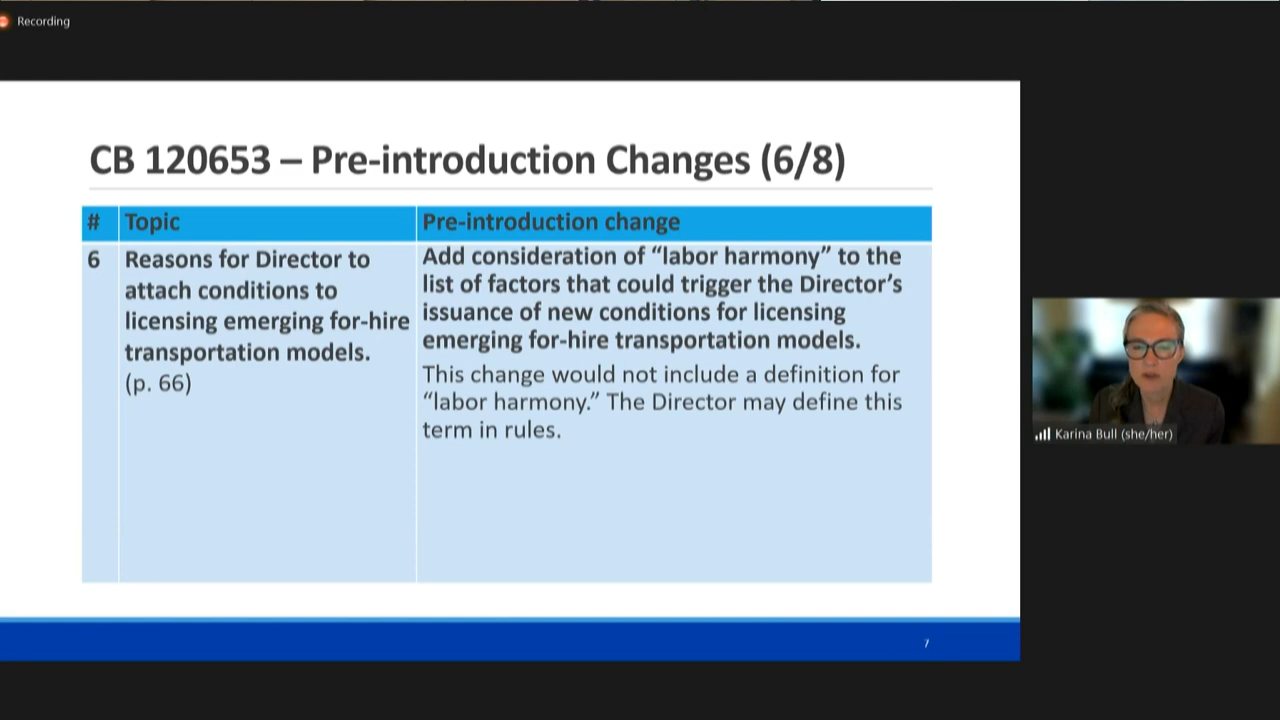 Recording
CB 120653 – Pre-introduction Changes (6/8)
# Topic Pre-introduction change
6
Reasons for Director to
attach conditions to
licensing emerging for-hire
transportation models.
(p. 66)
Add consideration of “labor harmony” to the
list of factors that could trigger the Director’s
issuance of new conditions for licensing
emerging for-hire transportation models.
This change would not include a definition for
“labor harmony.” The Director may define this
term in rules.
7
Karina Bull (she/her)